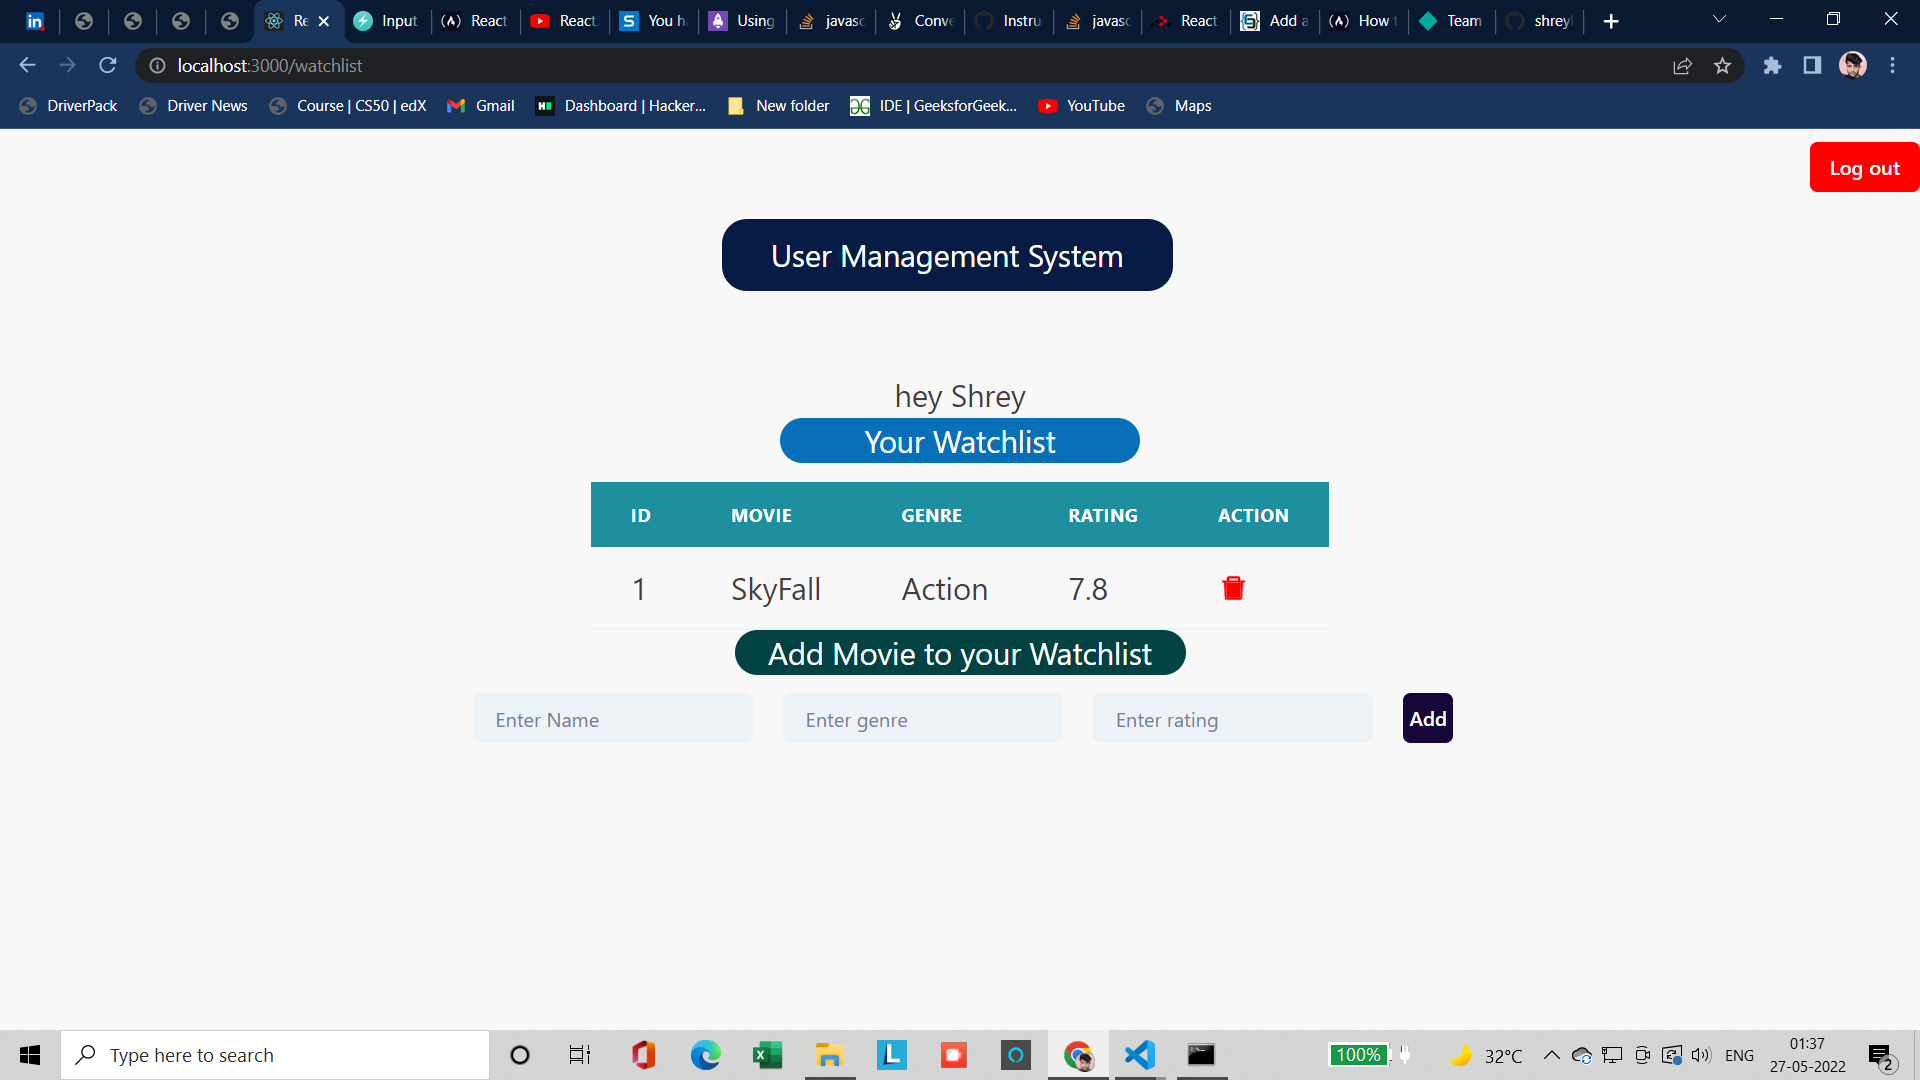 Re
Input
React
React
You h
Using
javasc
Conve
Instru
javasc
React
Add a
How t
Team
shreyl
localhost:3000/watchlist
DriverPack
Driver News
Course | CS50 | edX
Gmail
Dashboard | Hacker...
New folder
IDE | GeeksforGeek...
YouTube
Maps
Log out
User Management System
hey Shrey
Your Watchlist
ID MOVIE GENRE RATING ACTION
1 SkyFall Action 7.8
Add Movie to your Watchlist
Enter Name Enter genre Enter rating Add
Type here to search
100%
32°C
ENG
01:37
27-05-2022
2